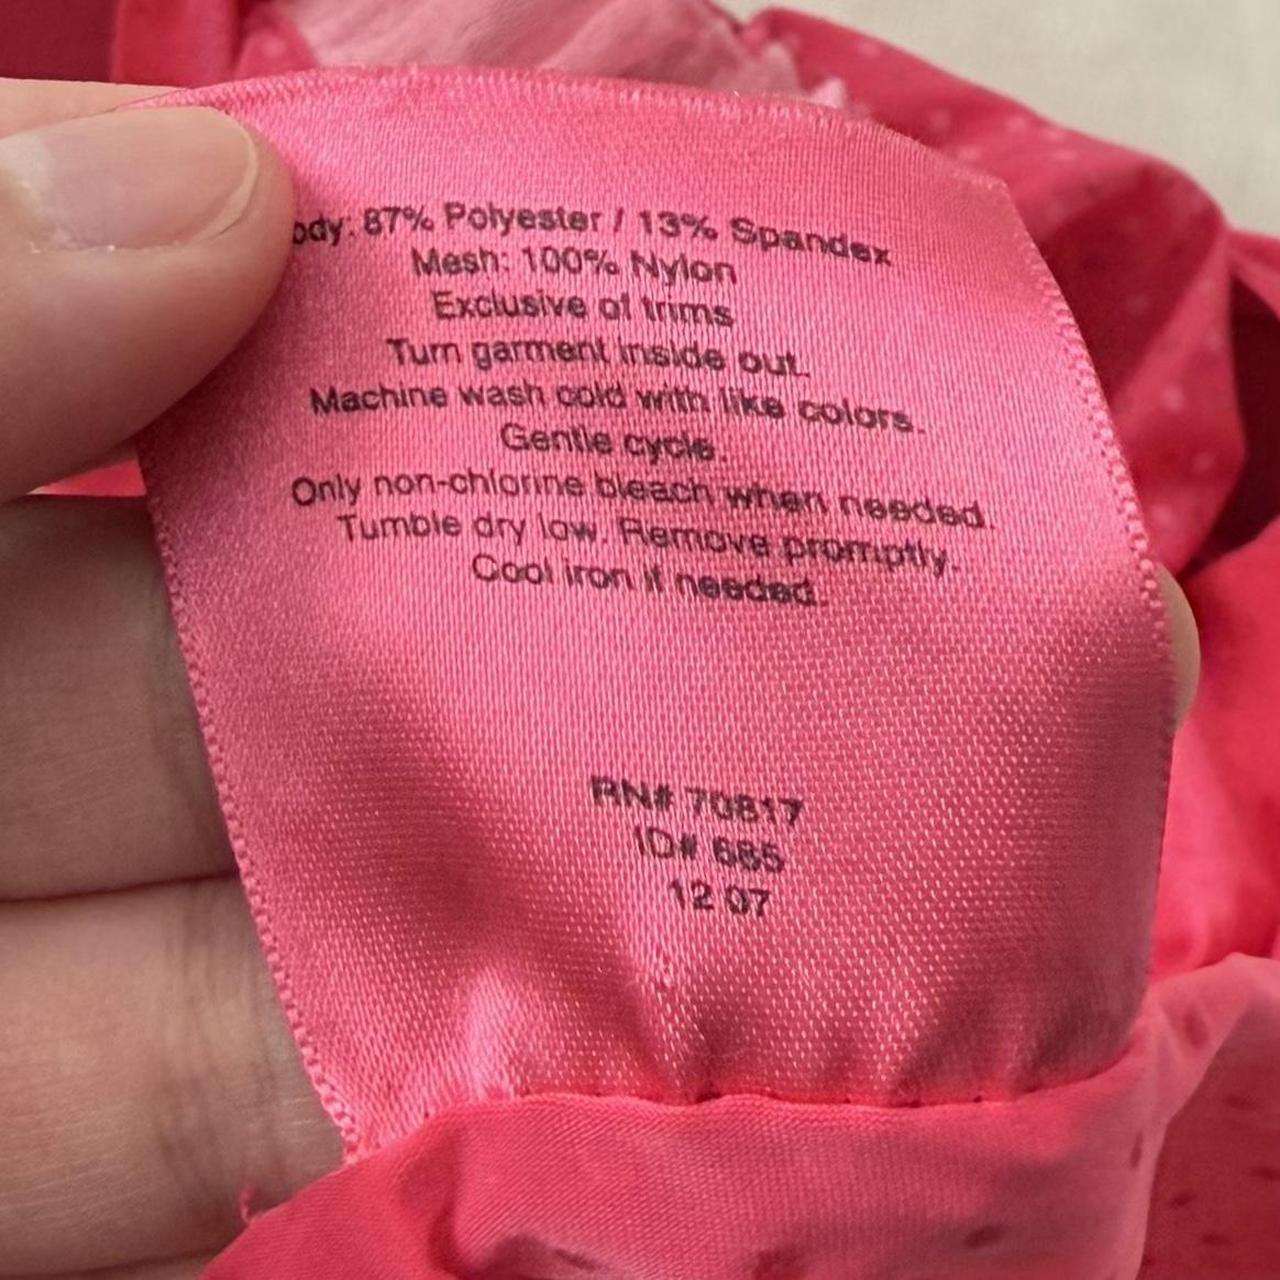 ody: 87% Polyester / 13% Spandex
Mesh: 100% Nylon
Exclusive of trims
Turn garment inside out.
Machine wash cold with like colors.
Gentle cycle.
Only non-chlorine bleach when needed.
Tumble dry low. Remove promptly.
Cool iron if needed.
RN# 70817
ID#
12 07